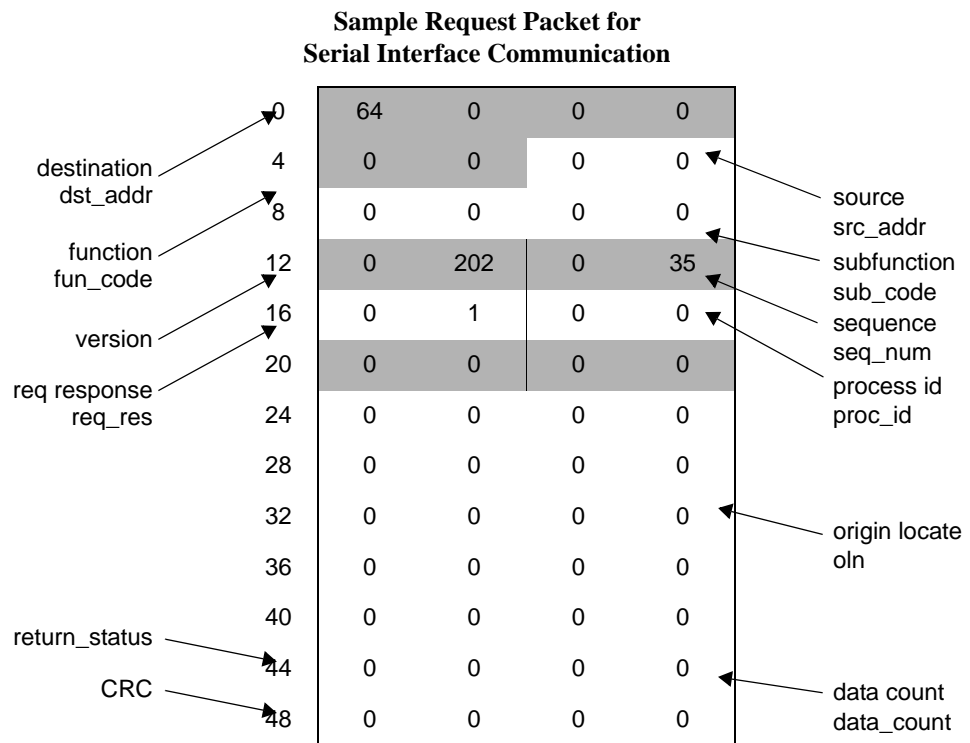 Sample Request Packet for
Serial Interface Communication
0 64 0 0 0
destination
dst_addr
4 0 0 0 0
source
src_addr
8 0 0 0 0
function
fun_code
12 0 202 0 35
subfunction
sub_code
version
16 0 1 0 0
sequence
seq_num
20 0 0 0 0
req response
req_res
process id
proc_id
24 0 0 0 0
28 0 0 0 0
32 0 0 0 0
origin locate
oln
36 0 0 0 0
40 0 0 0 0
return_status
44 0 0 0 0
CRC
data count
data_count
48 0 0 0 0